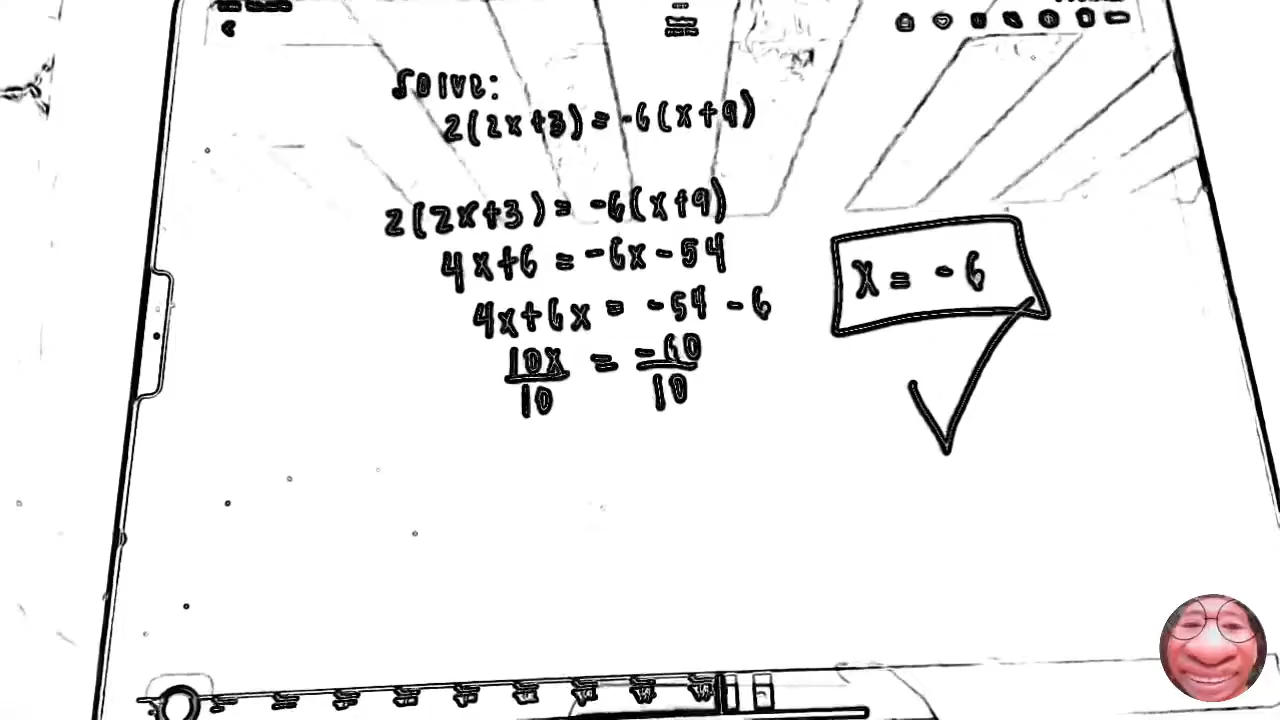 SOLVE:
2(2x+3) = -6(x+9)
2(2x+3) = -6(x+9)
4x+6 = -6x-54
4x+6x = -54-6
10x/10 = -60/10
x = -6